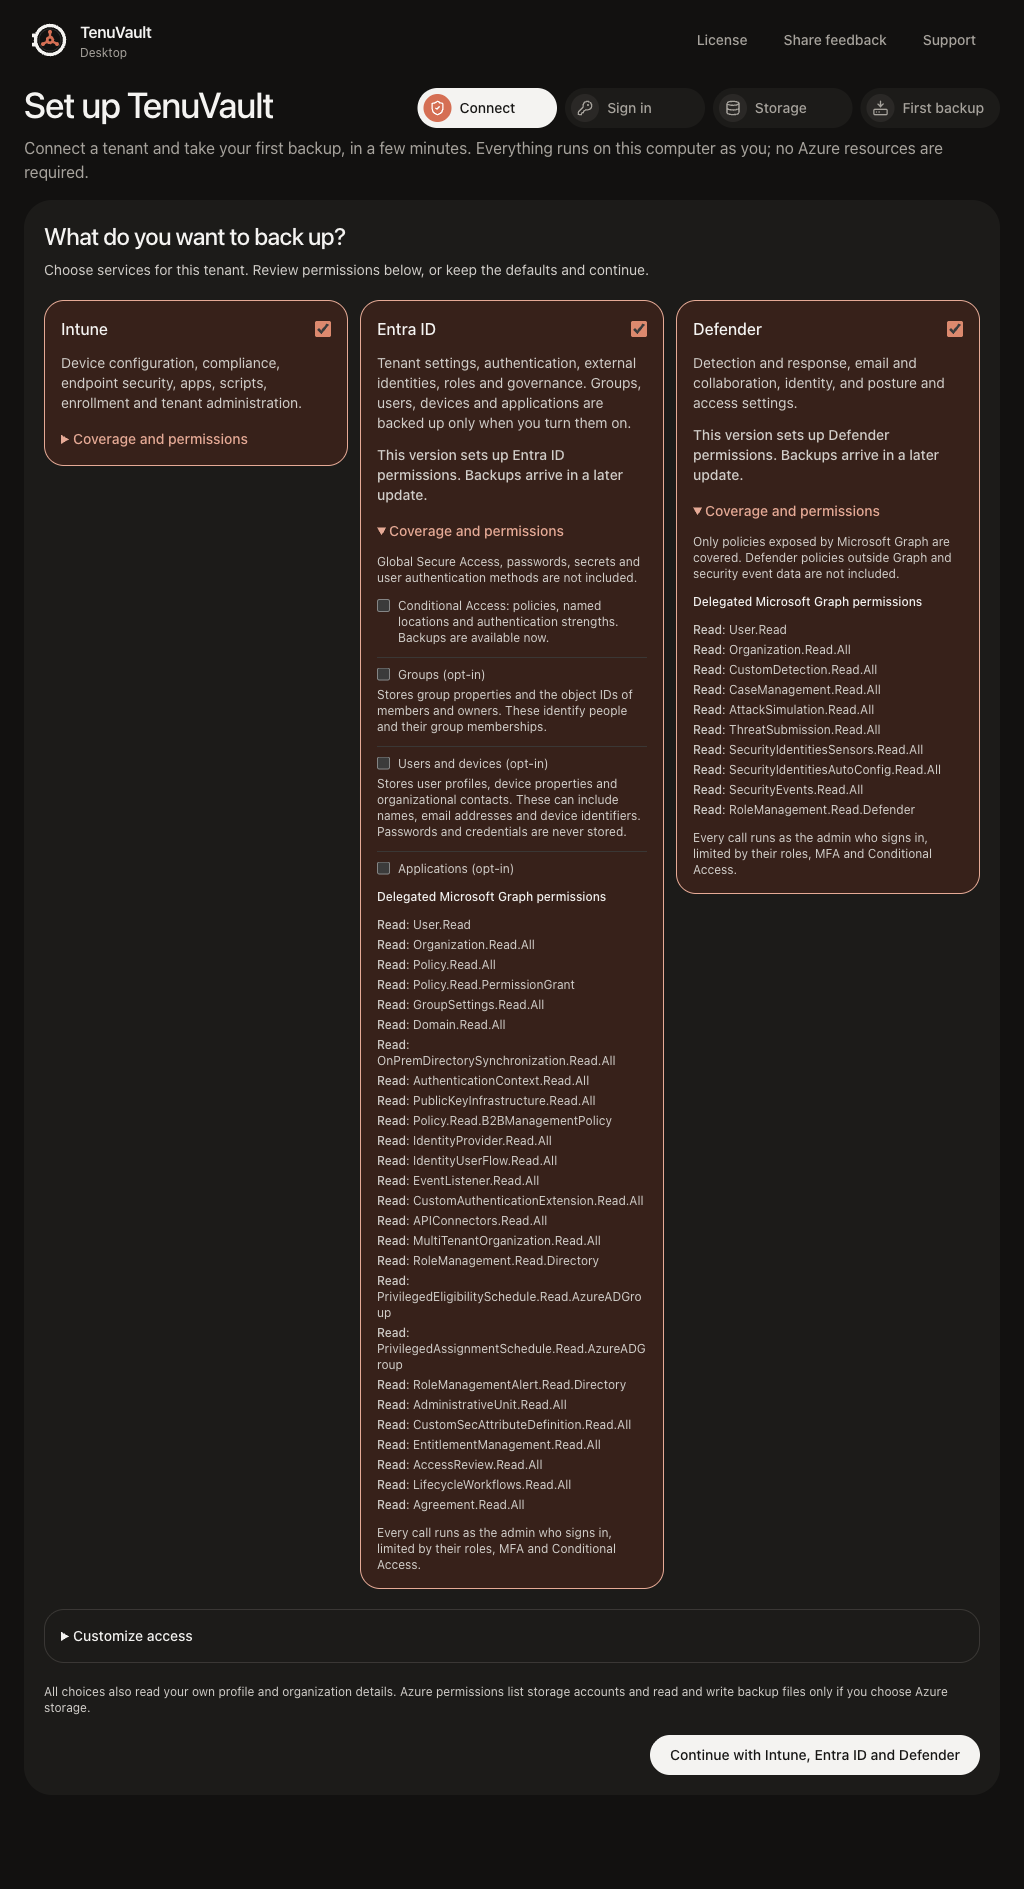 TenuVault
Desktop
License
Share feedback
Support
Set up TenuVault
Connect
Sign in
Storage
First backup
Connect a tenant and take your first backup, in a few minutes. Everything runs on this computer as you; no Azure resources are
required.
What do you want to back up?
Choose services for this tenant. Review permissions below, or keep the defaults and continue.
Intune
Device configuration, compliance,
endpoint security, apps, scripts,
enrollment and tenant administration.
Coverage and permissions
Entra ID
Tenant settings, authentication, external
identities, roles and governance. Groups,
users, devices and applications are
backed up only when you turn them on.
This version sets up Entra ID
permissions. Backups arrive in a later
update.
Coverage and permissions
Global Secure Access, passwords, secrets and
user authentication methods are not included.
Conditional Access: policies, named
locations and authentication strengths.
Backups are available now.
Groups (opt-in)
Stores group properties and the object IDs of
members and owners. These identify people
and their group memberships.
Users and devices (opt-in)
Stores user profiles, device properties and
organizational contacts. These can include
names, email addresses and device identifiers.
Passwords and credentials are never stored.
Applications (opt-in)
Delegated Microsoft Graph permissions
Read: User.Read
Read: Organization.Read.All
Read: Policy.Read.All
Read: Policy.Read.PermissionGrant
Read: GroupSettings.Read.All
Read: Domain.Read.All
Read:
OnPremDirectorySynchronization.Read.All
Read: AuthenticationContext.Read.All
Read: PublicKeyInfrastructure.Read.All
Read: Policy.Read.B2BManagementPolicy
Read: IdentityProvider.Read.All
Read: IdentityUserFlow.Read.All
Read: EventListener.Read.All
Read: CustomAuthenticationExtension.Read.All
Read: APIConnectors.Read.All
Read: MultiTenantOrganization.Read.All
Read: RoleManagement.Read.Directory
Read:
PrivilegedEligibilitySchedule.Read.AzureADGro
up
Read:
PrivilegedAssignmentSchedule.Read.AzureADG
roup
Read: RoleManagementAlert.Read.Directory
Read: AdministrativeUnit.Read.All
Read: CustomSecAttributeDefinition.Read.All
Read: EntitlementManagement.Read.All
Read: AccessReview.Read.All
Read: LifecycleWorkflows.Read.All
Read: Agreement.Read.All
Every call runs as the admin who signs in,
limited by their roles, MFA and Conditional
Access.
Defender
Detection and response, email and
collaboration, identity, and posture and
access settings.
This version sets up Defender
permissions. Backups arrive in a later
update.
Coverage and permissions
Only policies exposed by Microsoft Graph are
covered. Defender policies outside Graph and
security event data are not included.
Delegated Microsoft Graph permissions
Read: User.Read
Read: Organization.Read.All
Read: CustomDetection.Read.All
Read: CaseManagement.Read.All
Read: AttackSimulation.Read.All
Read: ThreatSubmission.Read.All
Read: SecurityIdentitiesSensors.Read.All
Read: SecurityIdentitiesAutoConfig.Read.All
Read: SecurityEvents.Read.All
Read: RoleManagement.Read.Defender
Every call runs as the admin who signs in,
limited by their roles, MFA and Conditional
Access.
Customize access
All choices also read your own profile and organization details. Azure permissions list storage accounts and read and write backup files only if you choose Azure
storage.
Continue with Intune, Entra ID and Defender